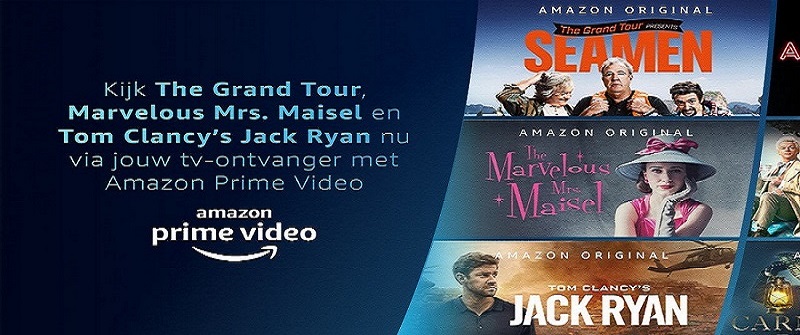 Kijk The Grand Tour,
Marvelous Mrs. Maisel en
Tom Clancy's Jack Ryan nu
via jouw tv-ontvanger met
Amazon Prime Video
amazon
prime video
AMAZON ORIGINAL
The Grand Tour PRESENTS
SEAMEN
AMAZON ORIGINAL
The
Marvelous
Mrs.
Maisel
AMAZON ORIGINAL
TOM CLANCY'S
JACK RYAN